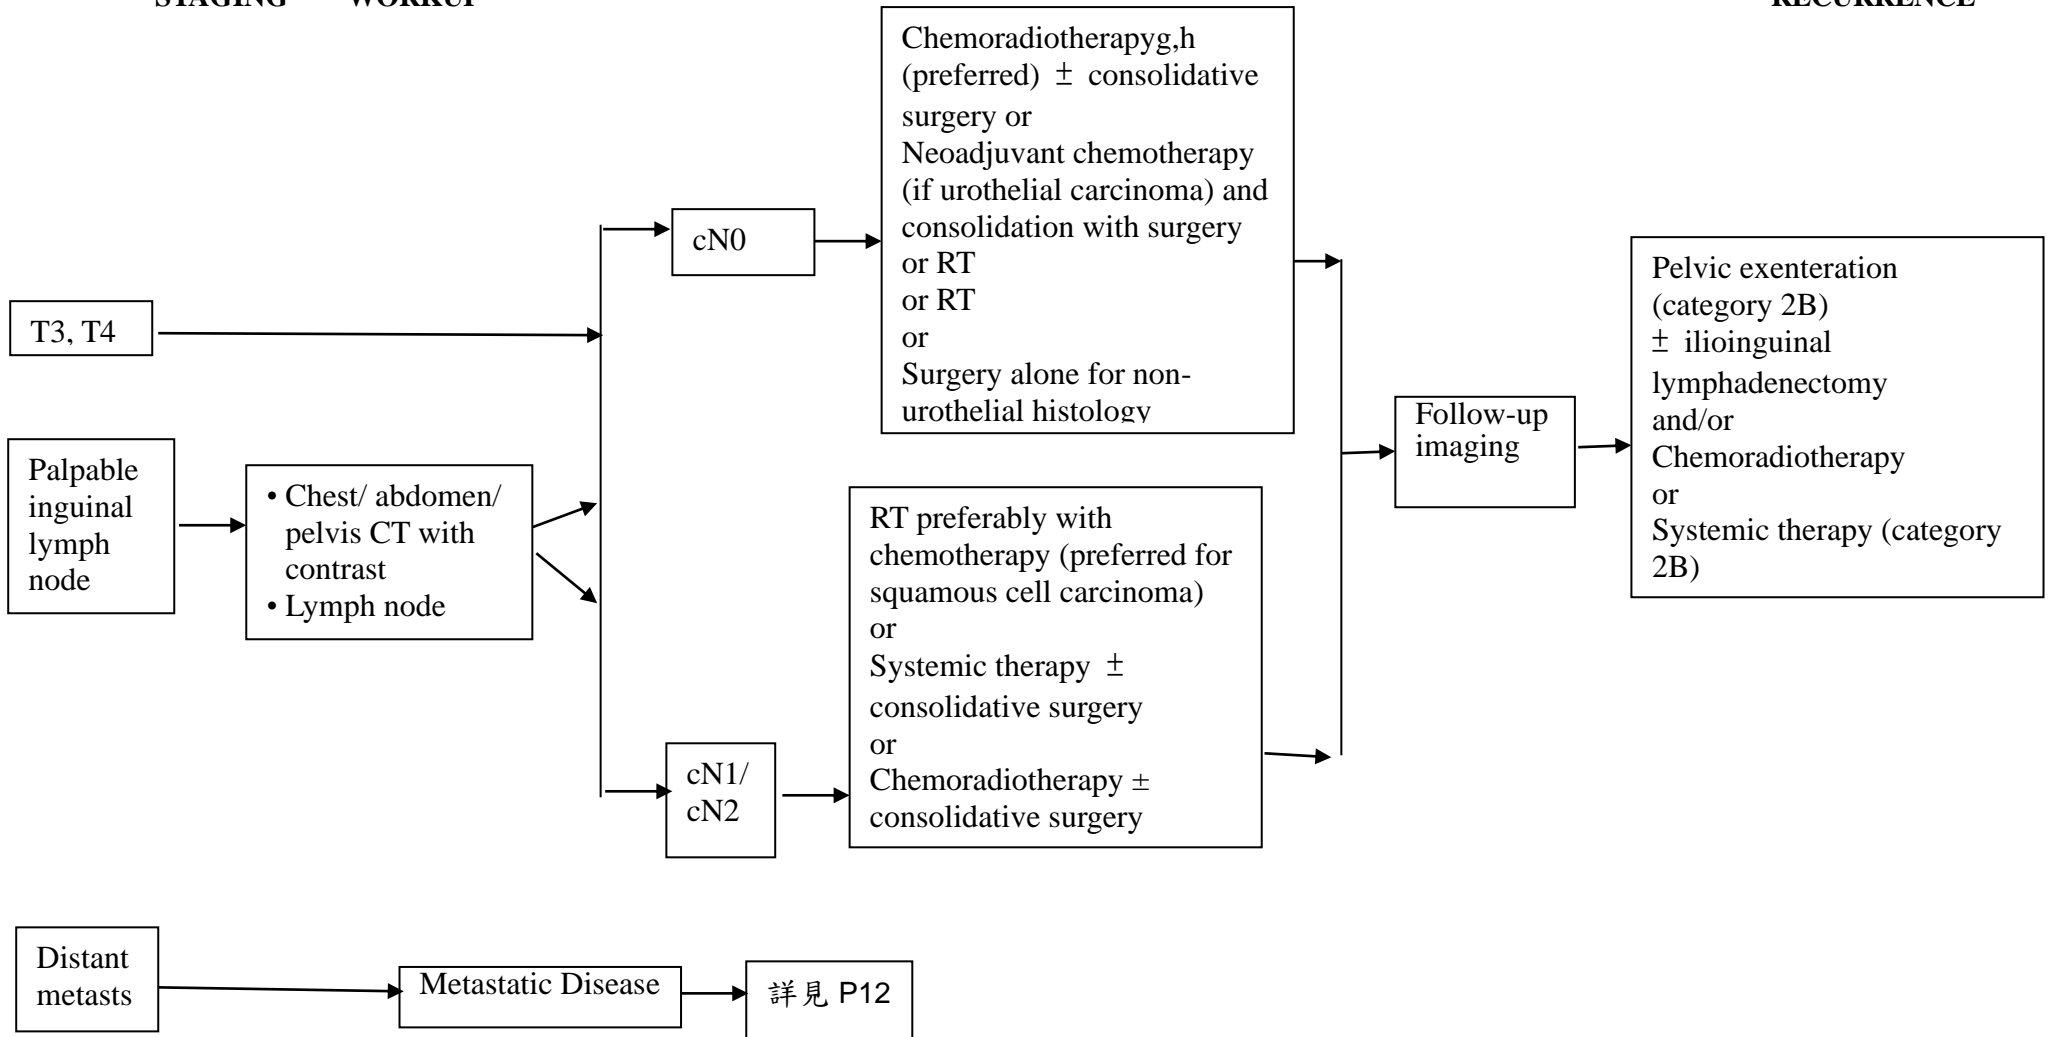 STAGING WORKUP
RECURRENCE
T3, T4
Palpable
inguinal
lymph
node
• Chest/ abdomen/
pelvis CT with
contrast
• Lymph node
cN0
Chemoradiotherapyg,h
(preferred) ± consolidative
surgery or
Neoadjuvant chemotherapy
(if urothelial carcinoma) and
consolidation with surgery
or RT
or RT
or
Surgery alone for non-
urothelial histology
cN1/
cN2
RT preferably with
chemotherapy (preferred for
squamous cell carcinoma)
or
Systemic therapy ±
consolidative surgery
or
Chemoradiotherapy ±
consolidative surgery
Follow-up
imaging
Pelvic exenteration
(category 2B)
± ilioinguinal
lymphadenectomy
and/or
Chemoradiotherapy
or
Systemic therapy (category
2B)
Distant
metasts
Metastatic Disease
詳見 P12